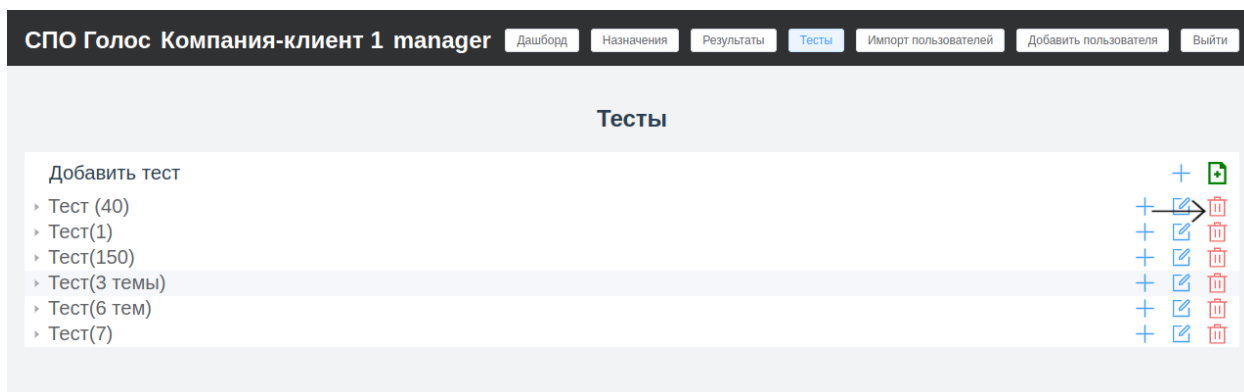 СПО Голос Компания-клиент 1 manager Дашборд Назначения Результаты Тесты Импорт пользователей Добавить пользователя Выйти
Тесты
Добавить тест
Тест (40)
Тест(1)
Тест(150)
Тест(3 темы)
Тест(6 тем)
Тест(7)